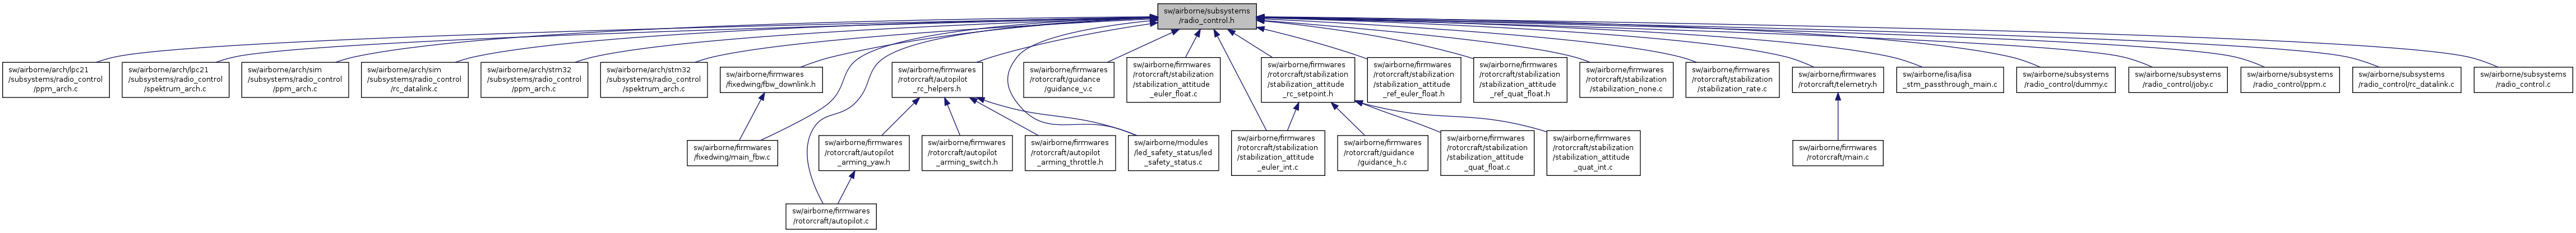 sw/airborne/subsystems
/radio_control.h
sw/airborne/arch/lpc21
/subsystems/radio_control
/ppm_arch.c
sw/airborne/arch/lpc21
/subsystems/radio_control
/spektrum_arch.c
sw/airborne/arch/sim
/subsystems/radio_control
/ppm_arch.c
sw/airborne/arch/sim
/subsystems/radio_control
/rc_datalink.c
sw/airborne/arch/stm32
/subsystems/radio_control
/ppm_arch.c
sw/airborne/arch/stm32
/subsystems/radio_control
/spektrum_arch.c
sw/airborne/firmwares
/fixedwing/fbw_downlink.h
sw/airborne/firmwares
/rotorcraft/autopilot
_rc_helpers.h
sw/airborne/firmwares
/rotorcraft/guidance
/guidance_v.c
sw/airborne/firmwares
/rotorcraft/stabilization
/stabilization_attitude
_euler_float.c
sw/airborne/firmwares
/rotorcraft/stabilization
/stabilization_attitude
_rc_setpoint.h
sw/airborne/firmwares
/rotorcraft/stabilization
/stabilization_attitude
_ref_euler_float.h
sw/airborne/firmwares
/rotorcraft/stabilization
/stabilization_attitude
_ref_quat_float.h
sw/airborne/firmwares
/rotorcraft/stabilization
/stabilization_none.c
sw/airborne/firmwares
/rotorcraft/stabilization
/stabilization_rate.c
sw/airborne/firmwares
/rotorcraft/telemetry.h
sw/airborne/lisa/lisa
_stm_passthrough_main.c
sw/airborne/subsystems
/radio_control/dummy.c
sw/airborne/subsystems
/radio_control/joby.c
sw/airborne/subsystems
/radio_control/ppm.c
sw/airborne/subsystems
/radio_control/rc_datalink.c
sw/airborne/subsystems
/radio_control.c
sw/airborne/firmwares
/fixedwing/main_fbw.c
sw/airborne/firmwares
/rotorcraft/autopilot
_arming_yaw.h
sw/airborne/firmwares
/rotorcraft/autopilot
_arming_switch.h
sw/airborne/firmwares
/rotorcraft/autopilot
_arming_throttle.h
sw/airborne/modules
/led_safety_status/led
_safety_status.c
sw/airborne/firmwares
/rotorcraft/stabilization
/stabilization_attitude
_euler_int.c
sw/airborne/firmwares
/rotorcraft/guidance
/guidance_h.c
sw/airborne/firmwares
/rotorcraft/stabilization
/stabilization_attitude
_quat_float.c
sw/airborne/firmwares
/rotorcraft/stabilization
/stabilization_attitude
_quat_int.c
sw/airborne/firmwares
/rotorcraft/main.c
sw/airborne/firmwares
/rotorcraft/autopilot.c